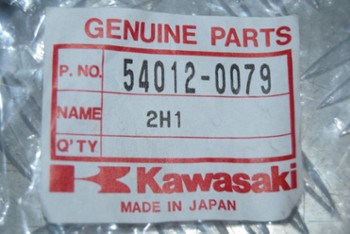 GENUINE PARTS
P. NO. 54012-0079
NAME 2H1
Q'TY
Kawasaki
MADE IN JAPAN